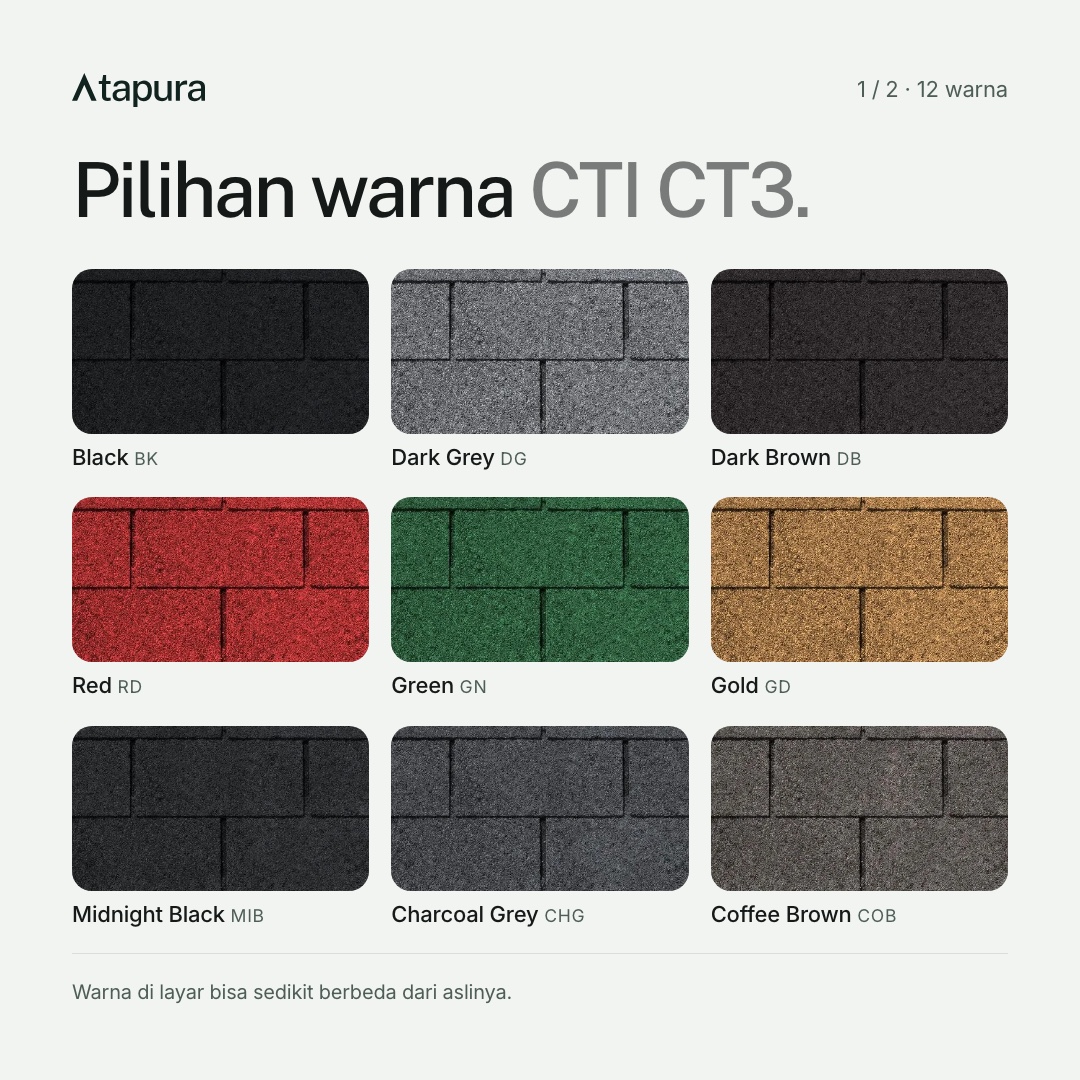 Atapura
1 / 2 · 12 warna
Pilihan warna CTI CT3.
Black BK
Dark Grey DG
Dark Brown DB
Red RD
Green GN
Gold GD
Midnight Black MIB
Charcoal Grey CHG
Coffee Brown COB
Warna di layar bisa sedikit berbeda dari aslinya.